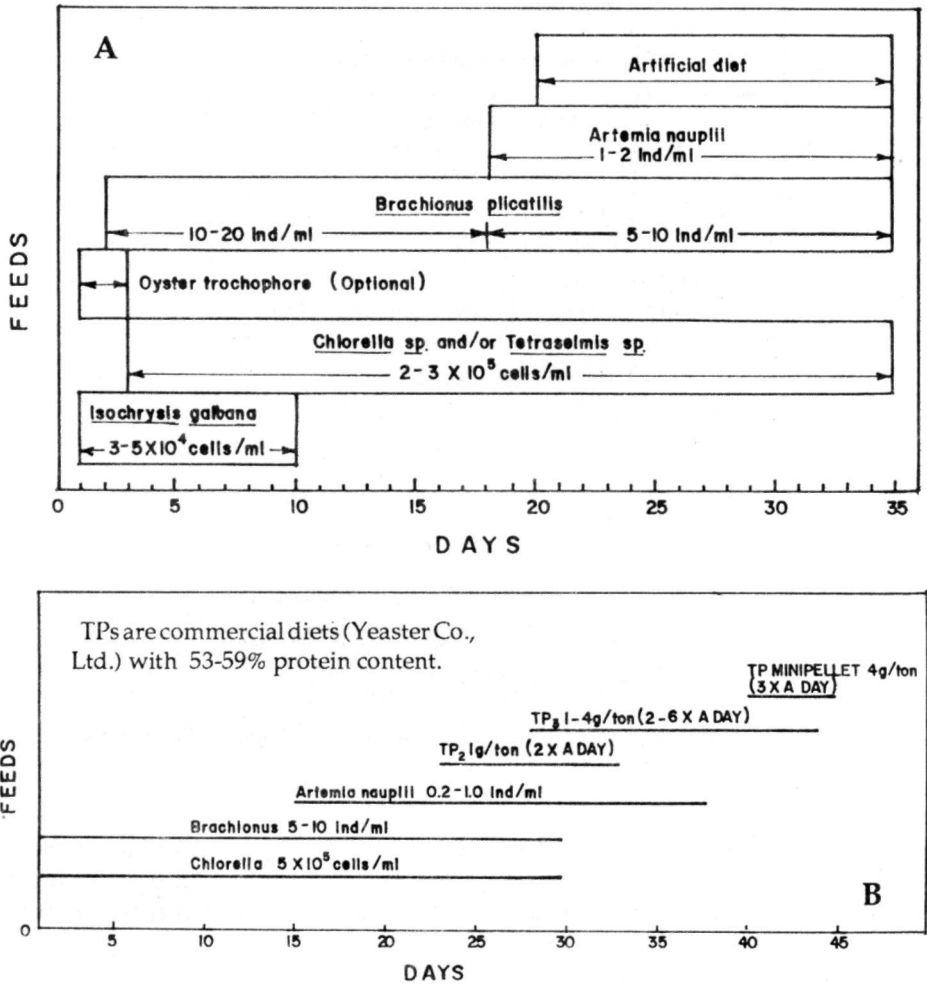 A
Artificial diet
Artemia nauplii
1-2 Ind/ml
Brachionus plicatilis
10-20 Ind/ml
5-10 Ind/ml
Oyster trochophore (Optional)
Chlorella sp. and/or Tetraselmis sp.
2-3 X 10⁵ cells/ml
Isochrysis galbana
3-5X10⁴ cells/ml
FEEDS
0 5 10 15 20 25 30 35
DAYS
TPs are commercial diets (Yeaster Co.,
Ltd.) with 53-59% protein content.
TP MINIPELLET 4g/ton
(3 X A DAY)
TP₃ 1-4g/ton (2-6 X A DAY)
TP₂ 1g/ton (2 X A DAY)
Artemia nauplii 0.2-1.0 Ind/ml
Brachionus 5-10 Ind/ml
Chlorella 5 X 10⁵ cells/ml
B
FEEDS
0 5 10 15 20 25 30 35 40 45
DAYS